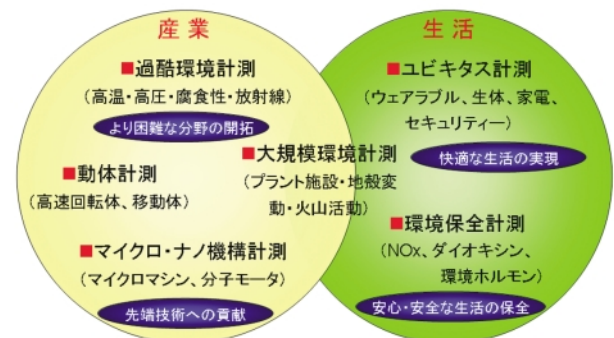 産業
■過酷環境計測
(高温・高圧・腐食性・放射線)
より困難な分野の開拓
■動体計測
(高速回転体、移動体)
■マイクロ・ナノ機構計測
(マイクロマシン、分子モータ)
先端技術への貢献
■大規模環境計測
(プラント施設・地殻変
動・火山活動)
生活
■ユビキタス計測
(ウェアラブル、生体、家電、
セキュリティー)
快適な生活の実現
■環境保全計測
(NOx、ダイオキシン、
環境ホルモン)
安心・安全な生活の保全